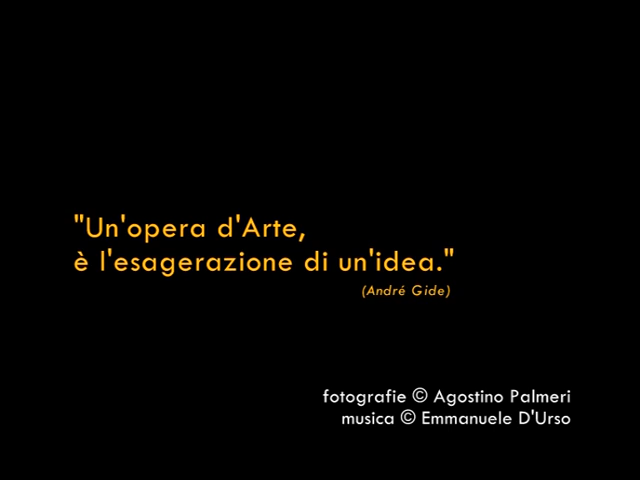 "Un'opera d'Arte,
è l'esagerazione di un'idea."
(André Gide)
fotografie © Agostino Palmeri
musica © Emmanuele D'Urso